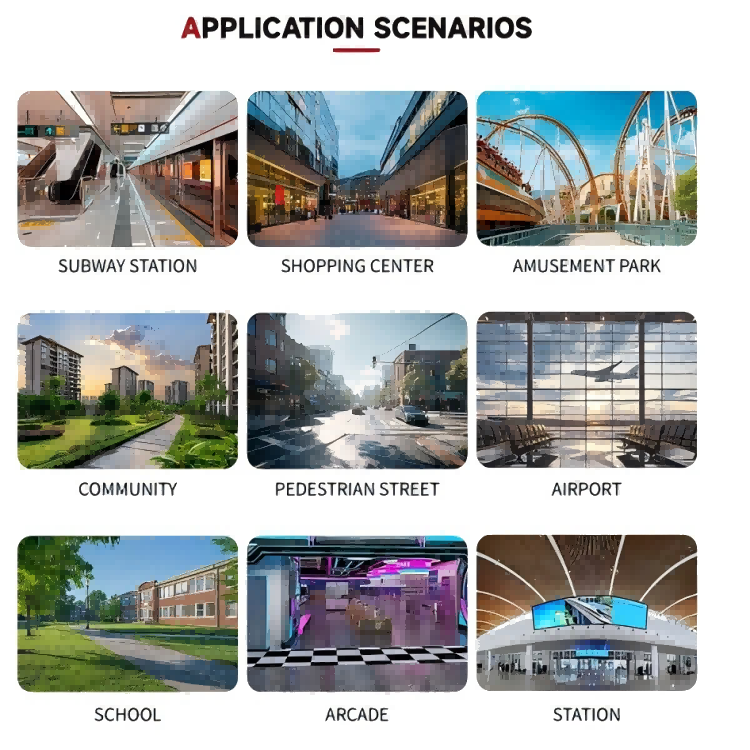 APPLICATION SCENARIOS
SUBWAY STATION
SHOPPING CENTER
AMUSEMENT PARK
COMMUNITY
PEDESTRIAN STREET
AIRPORT
SCHOOL
ARCADE
STATION